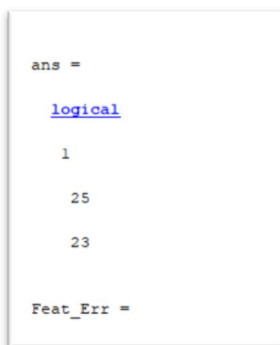 ans =
logical
1
25
23
Feat_Err =